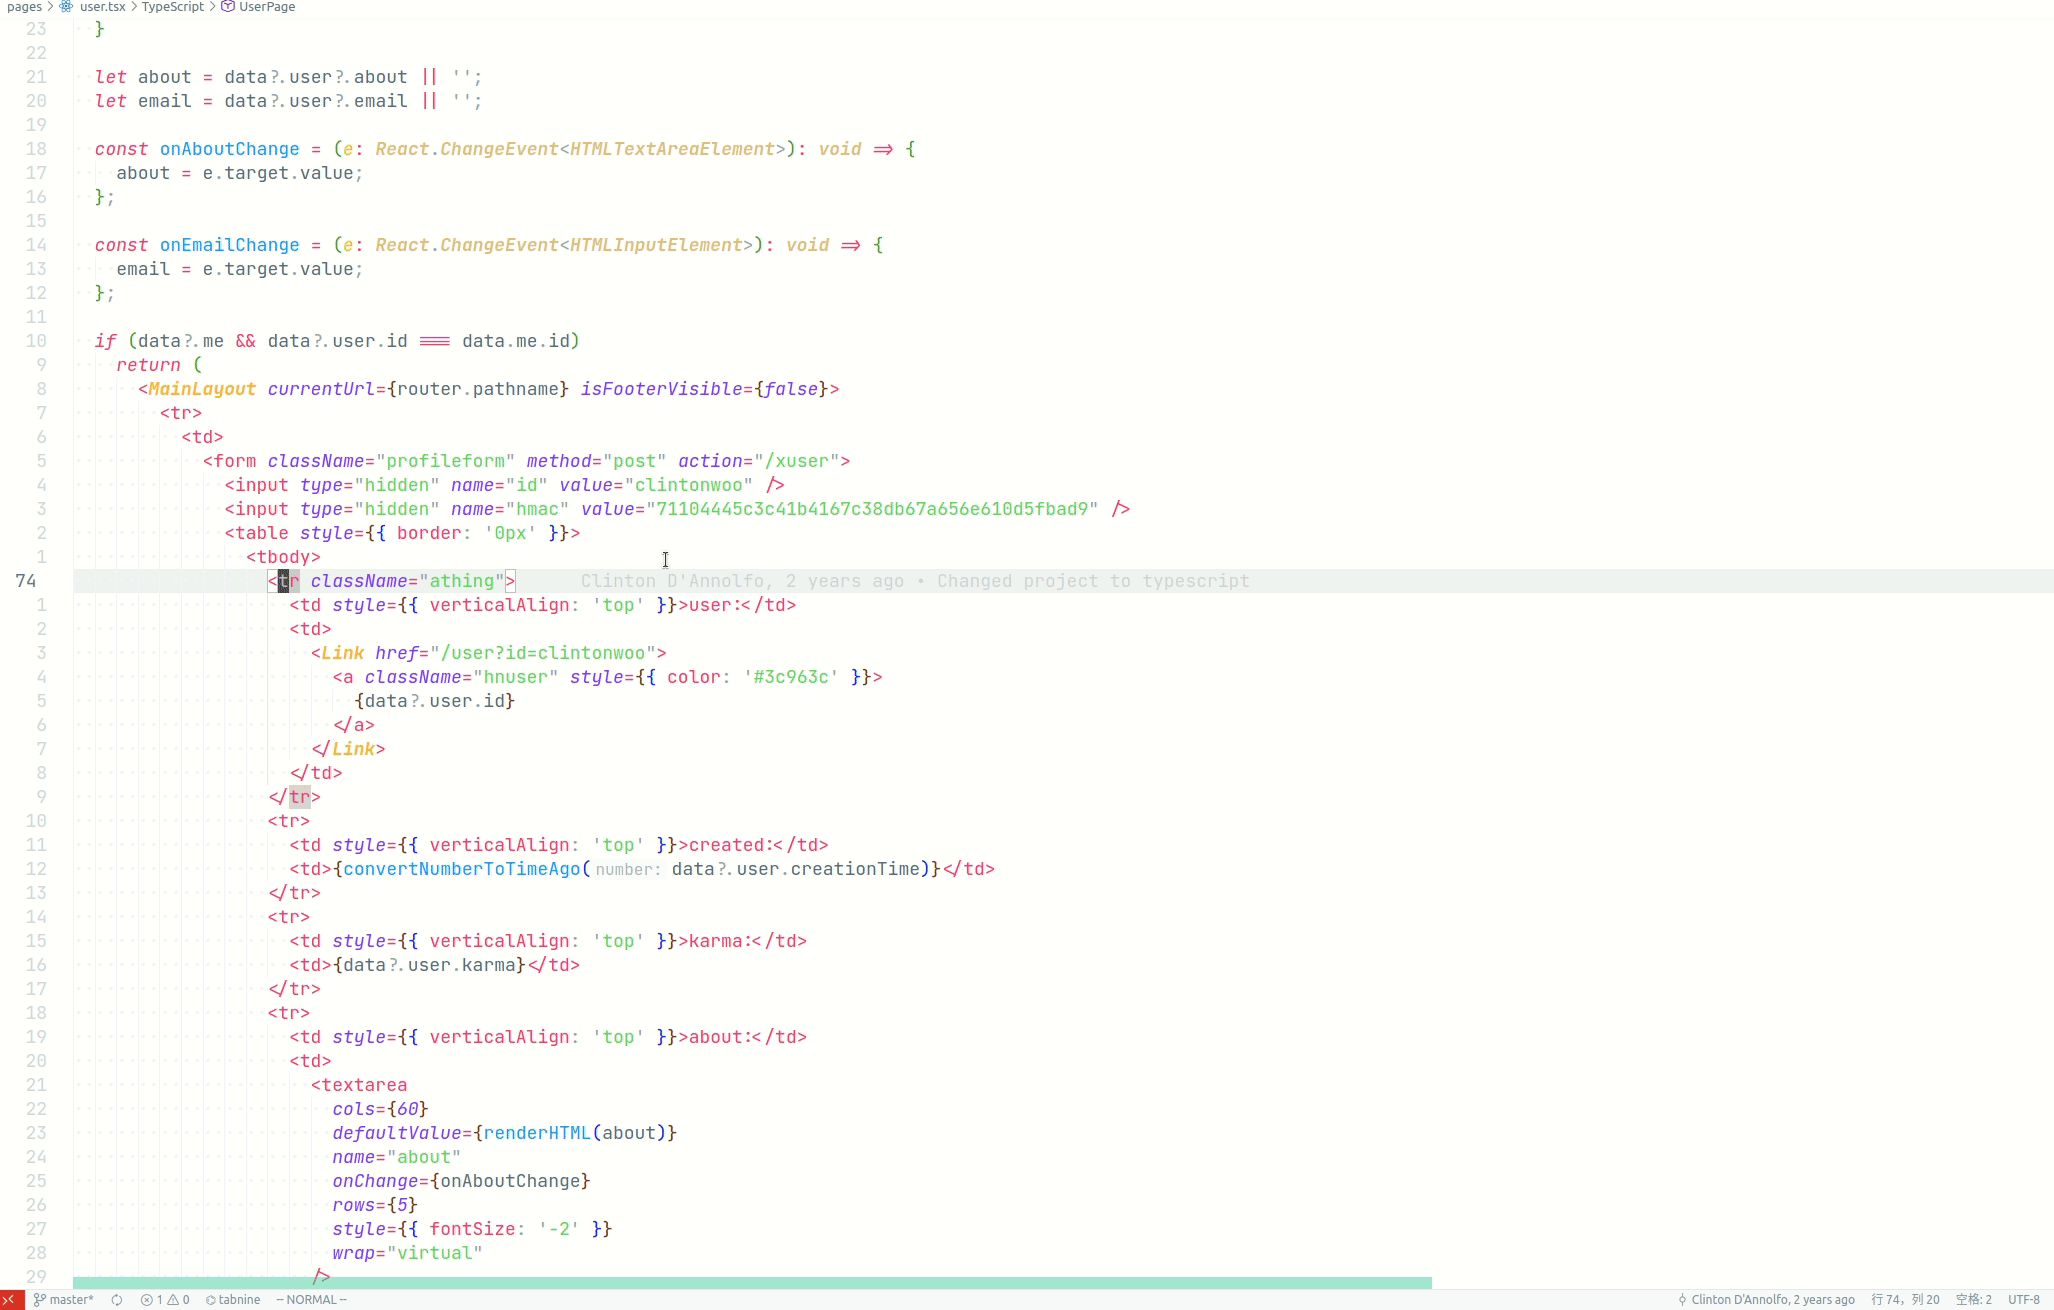 pages > user.tsx > TypeScript > UserPage
23 }
22
21 let about = data?.user?.about || '';
20 let email = data?.user?.email || '';
19
18 const onAboutChange = (e: React.ChangeEvent<HTMLTextAreaElement>): void => {
17 about = e.target.value;
16 };
15
14 const onEmailChange = (e: React.ChangeEvent<HTMLInputElement>): void => {
13 email = e.target.value;
12 };
11
10 if (data?.me && data?.user.id === data.me.id)
9 return (
8 <MainLayout currentUrl={router.pathname} isFooterVisible={false}>
7 <tr>
6 <td>
5 <form className="profileform" method="post" action="/xuser">
4 <input type="hidden" name="id" value="clintonwoo" />
3 <input type="hidden" name="hmac" value="71104445c3c41b4167c38db67a656e610d5fbad9" />
2 <table style={{ border: '0px' }}>
1 <tbody>
74 <tr className="athing"> Clinton D'Annolfo, 2 years ago • Changed project to typescript
1 <td style={{ verticalAlign: 'top' }}>user:</td>
2 <td>
3 <Link href="/user?id=clintonwoo">
4 <a className="hnuser" style={{ color: '#3c963c' }}>
5 {data?.user.id}
6 </a>
7 </Link>
8 </td>
9 </tr>
10 <tr>
11 <td style={{ verticalAlign: 'top' }}>created:</td>
12 <td>{convertNumberToTimeAgo( number: data?.user.creationTime)}</td>
13 </tr>
14 <tr>
15 <td style={{ verticalAlign: 'top' }}>karma:</td>
16 <td>{data?.user.karma}</td>
17 </tr>
18 <tr>
19 <td style={{ verticalAlign: 'top' }}>about:</td>
20 <td>
21 <textarea
22 cols={60}
23 defaultValue={renderHTML(about)}
24 name="about"
25 onChange={onAboutChange}
26 rows={5}
27 style={{ fontSize: '-2' }}
28 wrap="virtual"
29 />
master* 1 0 tabnine -- NORMAL -- Clinton D'Annolfo, 2 years ago 行 74，列 20 空格: 2 UTF-8